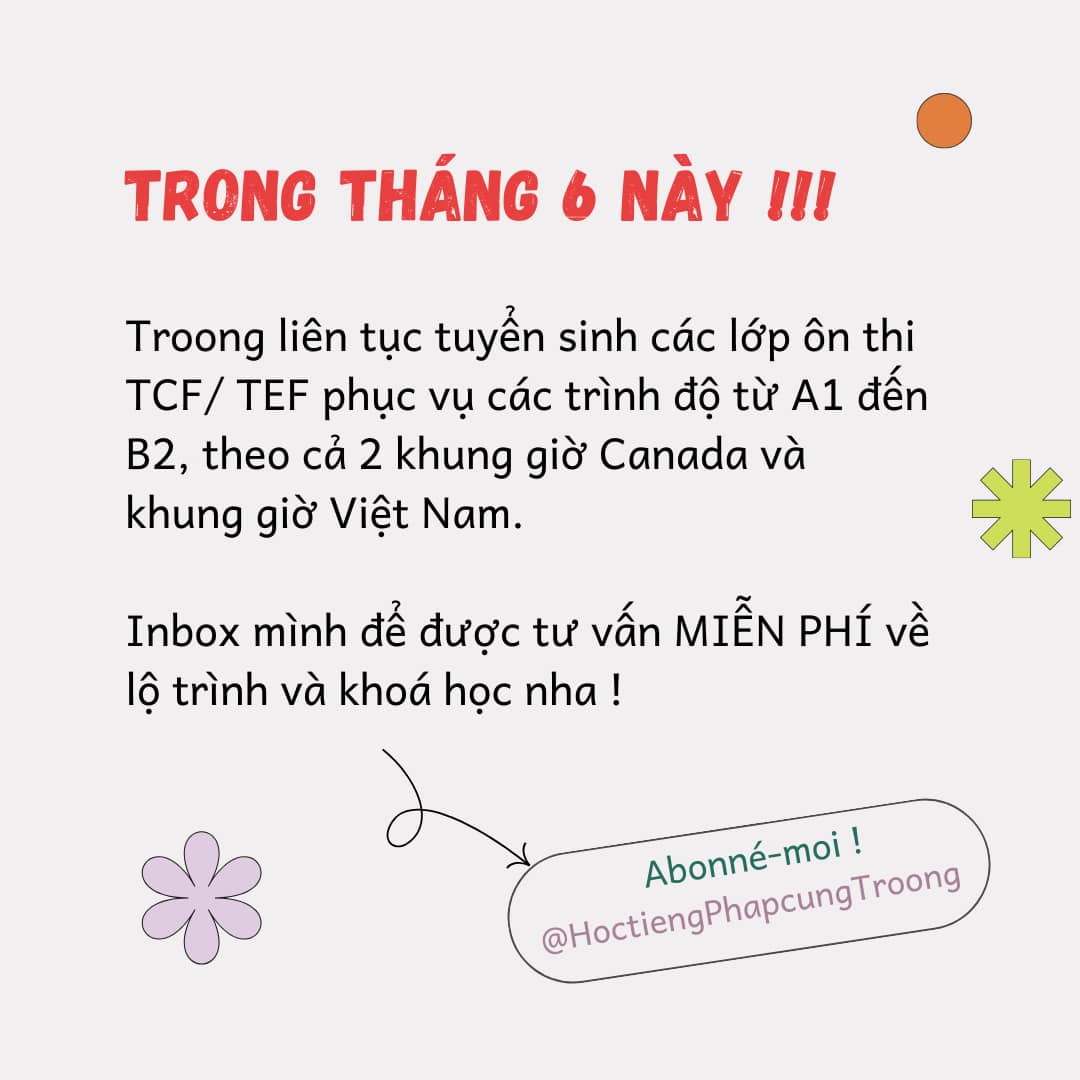 TRONG THÁNG 6 NÀY !!!
Troong liên tục tuyển sinh các lớp ôn thi
TCF/ TEF phục vụ các trình độ từ A1 đến
B2, theo cả 2 khung giờ Canada và
khung giờ Việt Nam.
Inbox mình để được tư vấn MIỄN PHÍ về
lộ trình và khoá học nha !
Abonné-moi !
@HoctiengPhapcungTroong